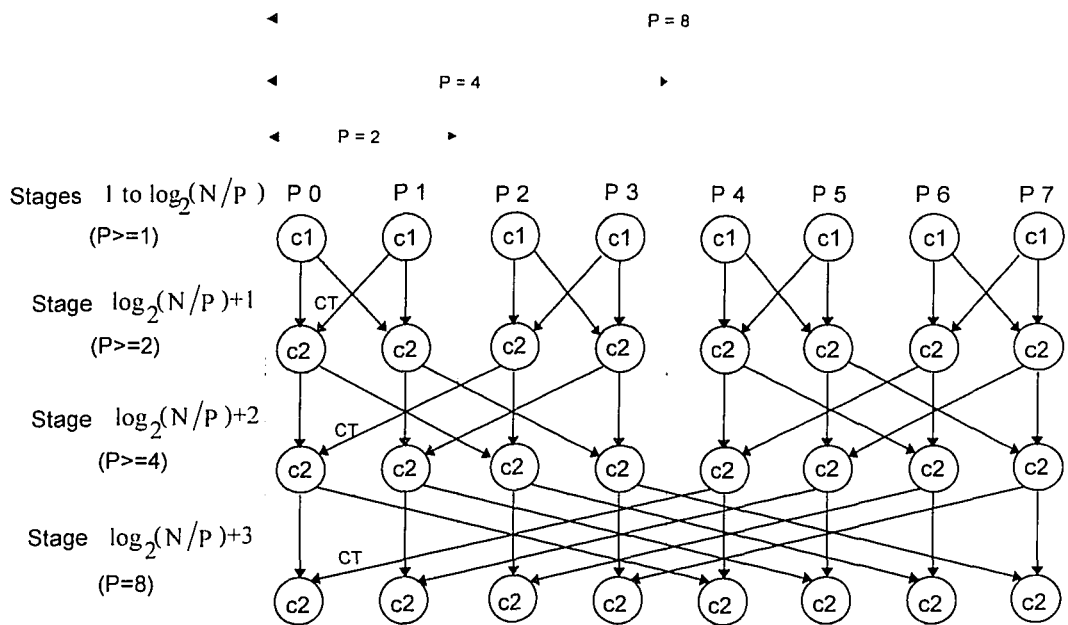 P = 8
P = 4
P = 2
Stages 1 to log2(N/P) P 0 P 1 P 2 P 3 P 4 P 5 P 6 P 7
(P>=1) c1 c1 c1 c1 c1 c1 c1 c1
Stage log2(N/P)+1 CT
(P>=2) c2 c2 c2 c2 c2 c2 c2 c2
Stage log2(N/P)+2 CT
(P>=4) c2 c2 c2 c2 c2 c2 c2 c2
Stage log2(N/P)+3 CT
(P=8) c2 c2 c2 c2 c2 c2 c2 c2